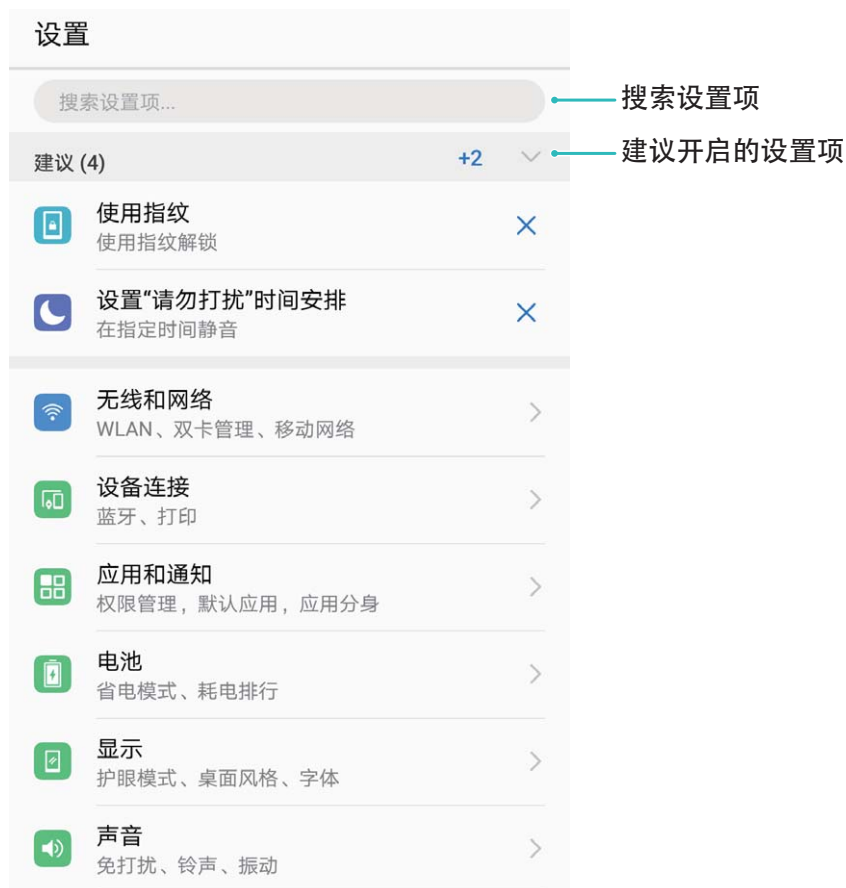 设置
搜索设置项...
搜索设置项
建议 (4)
+2
建议开启的设置项
使用指纹
使用指纹解锁
设置“请勿打扰”时间安排
在指定时间静音
无线和网络
WLAN、双卡管理、移动网络
设备连接
蓝牙、打印
应用和通知
权限管理，默认应用，应用分身
电池
省电模式、耗电排行
显示
护眼模式、桌面风格、字体
声音
免打扰、铃声、振动